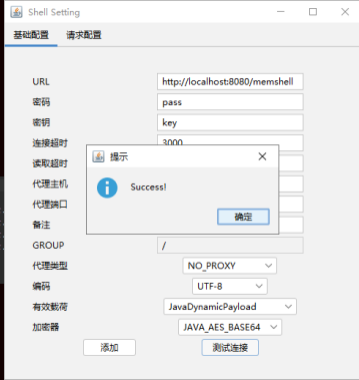 Shell Setting
基础配置 请求配置
URL http://localhost:8080/memshell
密码 pass
密钥 key
连接超时 3000
提示
读取超时
Success!
代理主机
代理端口
确定
备注
GROUP /
代理类型 NO_PROXY
编码 UTF-8
有效载荷 JavaDynamicPayload
加密器 JAVA_AES_BASE64
添加 测试连接